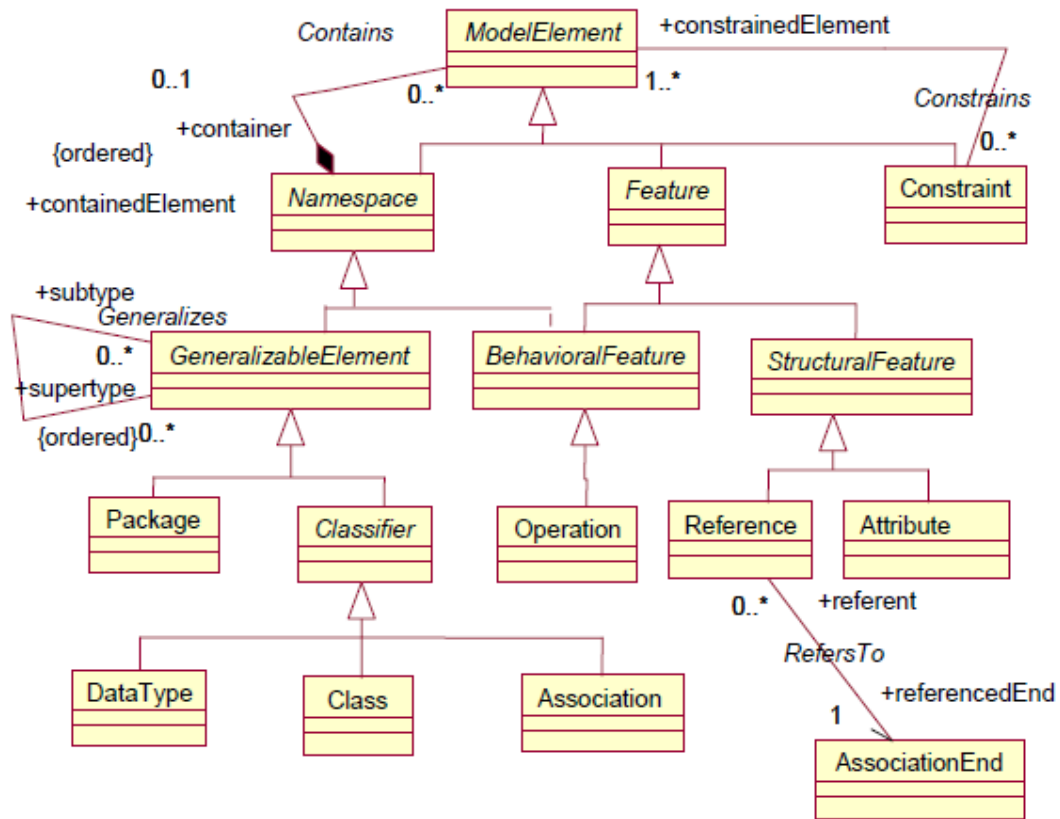 Contains
ModelElement
+constrainedElement
0..1
0..*
1..*
Constrains
+container
0..*
{ordered}
Namespace
Feature
Constraint
+containedElement
+subtype
Generalizes
0..*
GeneralizableElement
BehavioralFeature
StructuralFeature
+supertype
{ordered}
0..*
Package
Classifier
Operation
Reference
Attribute
0..*
+referent
RefersTo
DataType
Class
Association
+referencedEnd
1
AssociationEnd